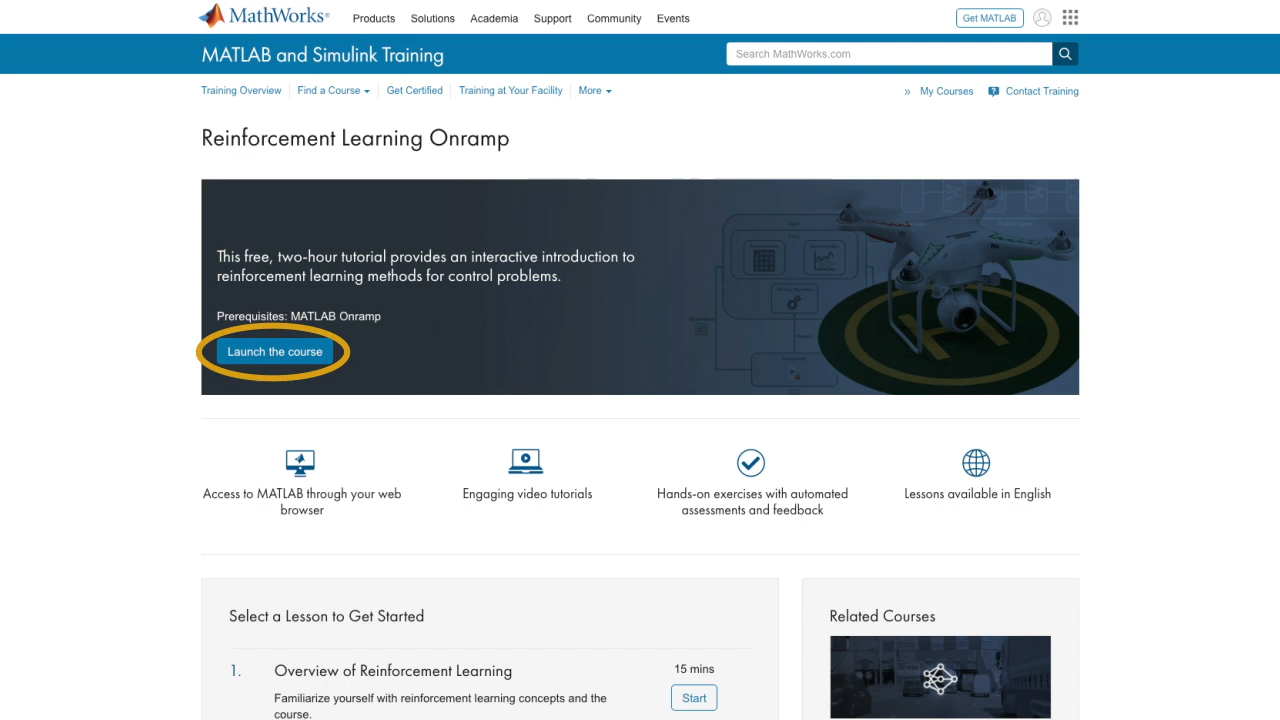 MathWorks®
Products Solutions Academia Support Community Events
Get MATLAB
MATLAB and Simulink Training
Search MathWorks.com
Training Overview Find a Course Get Certified Training at Your Facility More
» My Courses Contact Training
Reinforcement Learning Onramp
This free, two-hour tutorial provides an interactive introduction to
reinforcement learning methods for control problems.
Prerequisites: MATLAB Onramp
Launch the course
Access to MATLAB through your web
browser
Engaging video tutorials
Hands-on exercises with automated
assessments and feedback
Lessons available in English
Select a Lesson to Get Started
1. Overview of Reinforcement Learning
15 mins
Familiarize yourself with reinforcement learning concepts and the
course.
Start
Related Courses